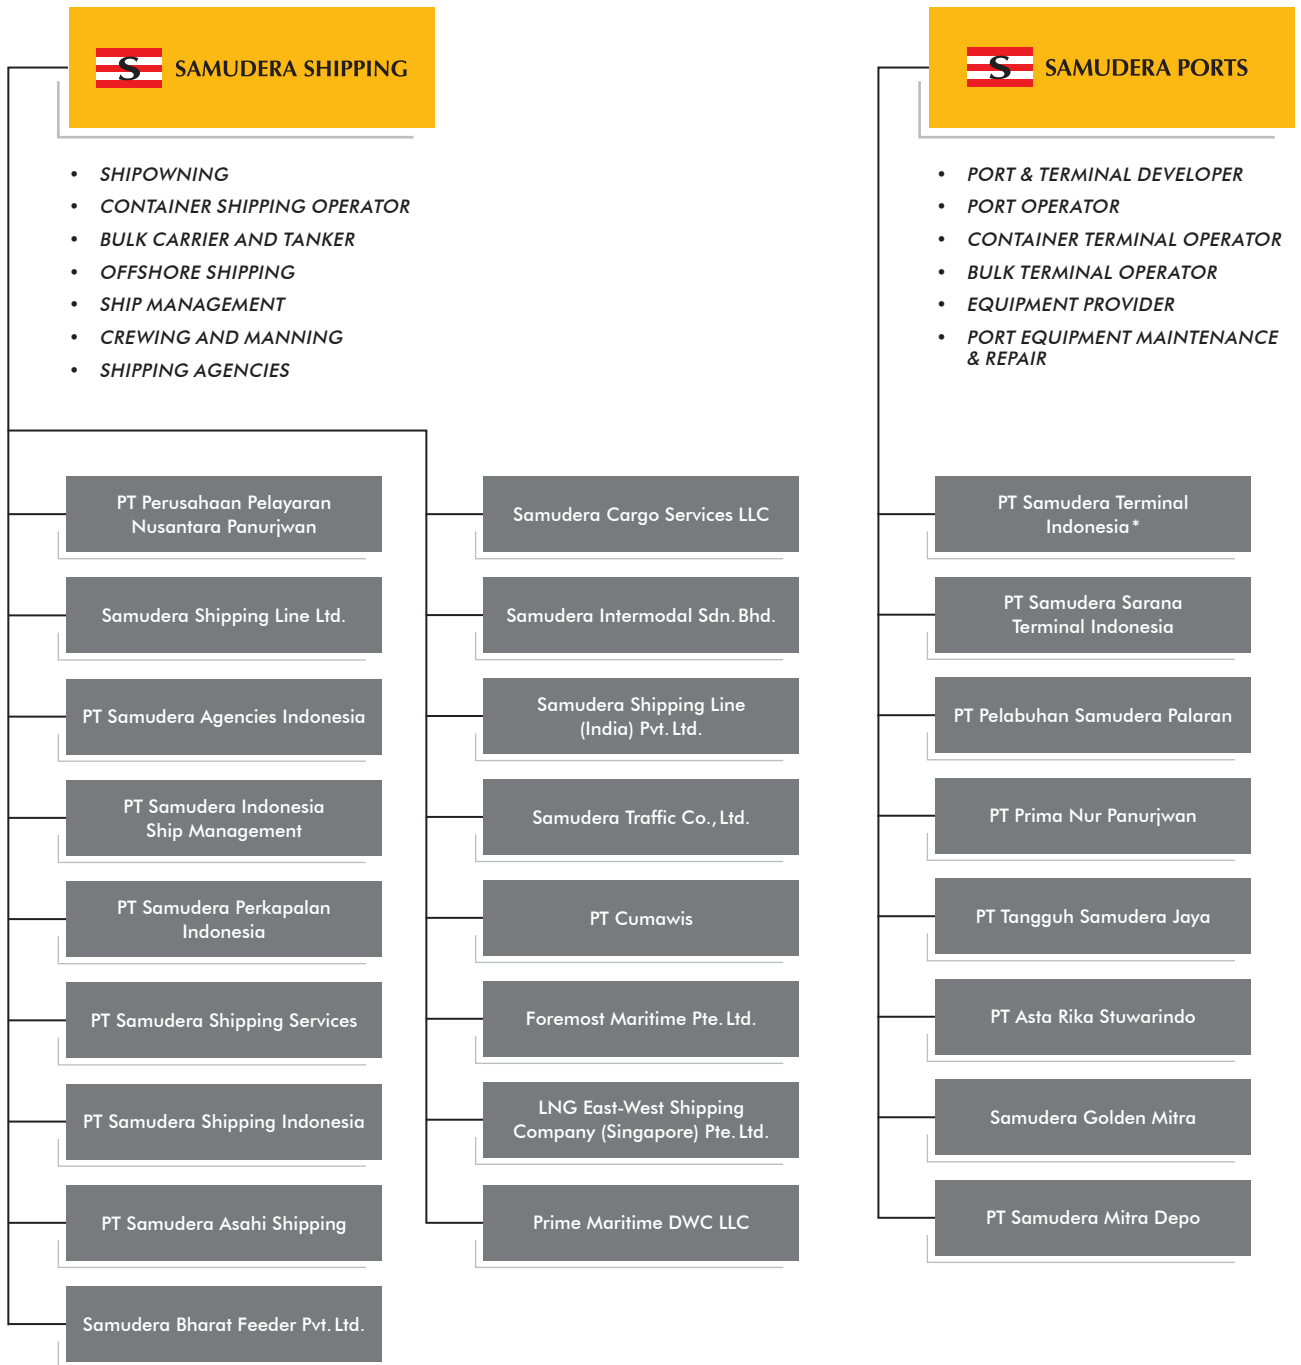 S SAMUDERA SHIPPING
• SHIPOWNING
• CONTAINER SHIPPING OPERATOR
• BULK CARRIER AND TANKER
• OFFSHORE SHIPPING
• SHIP MANAGEMENT
• CREWING AND MANNING
• SHIPPING AGENCIES
PT Perusahaan Pelayaran
Nusantara Panurjwan
Samudera Shipping Line Ltd.
PT Samudera Agencies Indonesia
PT Samudera Indonesia
Ship Management
PT Samudera Perkapalan
Indonesia
PT Samudera Shipping Services
PT Samudera Shipping Indonesia
PT Samudera Asahi Shipping
Samudera Bharat Feeder Pvt. Ltd.
Samudera Cargo Services LLC
Samudera Intermodal Sdn. Bhd.
Samudera Shipping Line
(India) Pvt. Ltd.
Samudera Traffic Co., Ltd.
PT Cumawis
Foremost Maritime Pte. Ltd.
LNG East-West Shipping
Company (Singapore) Pte. Ltd.
Prime Maritime DWC LLC
S SAMUDERA PORTS
• PORT & TERMINAL DEVELOPER
• PORT OPERATOR
• CONTAINER TERMINAL OPERATOR
• BULK TERMINAL OPERATOR
• EQUIPMENT PROVIDER
• PORT EQUIPMENT MAINTENANCE
& REPAIR
PT Samudera Terminal
Indonesia*
PT Samudera Sarana
Terminal Indonesia
PT Pelabuhan Samudera Palaran
PT Prima Nur Panurjwan
PT Tangguh Samudera Jaya
PT Asta Rika Stuwarindo
Samudera Golden Mitra
PT Samudera Mitra Depo